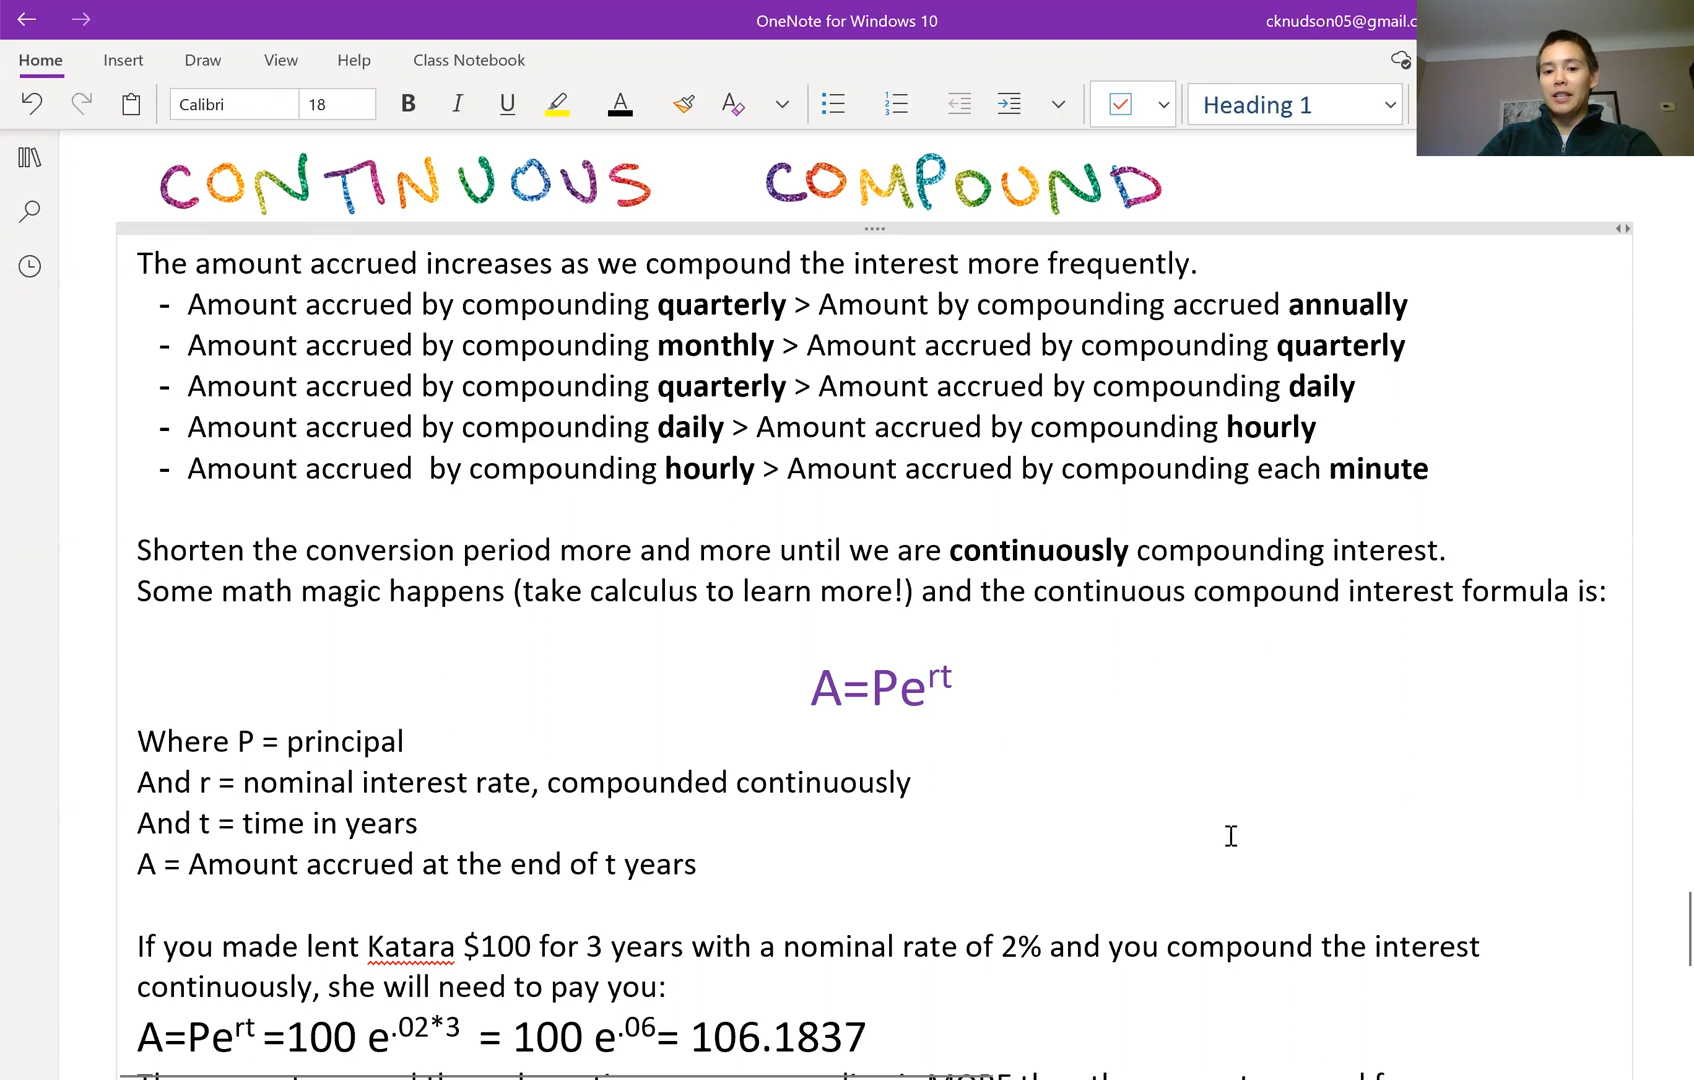 OneNote for Windows 10
cknudson05@gmail.c
Home Insert Draw View Help Class Notebook
Calibri 18 B I U A A Heading 1
CONTINUOUS COMPOUND
The amount accrued increases as we compound the interest more frequently.
- Amount accrued by compounding quarterly > Amount by compounding accrued annually
- Amount accrued by compounding monthly > Amount accrued by compounding quarterly
- Amount accrued by compounding quarterly > Amount accrued by compounding daily
- Amount accrued by compounding daily > Amount accrued by compounding hourly
- Amount accrued by compounding hourly > Amount accrued by compounding each minute
Shorten the conversion period more and more until we are continuously compounding interest.
Some math magic happens (take calculus to learn more!) and the continuous compound interest formula is:
A=Pe^rt
Where P = principal
And r = nominal interest rate, compounded continuously
And t = time in years
A = Amount accrued at the end of t years
If you made lent Katara $100 for 3 years with a nominal rate of 2% and you compound the interest
continuously, she will need to pay you:
A=Pe^rt =100 e^.02*3 = 100 e^.06= 106.1837